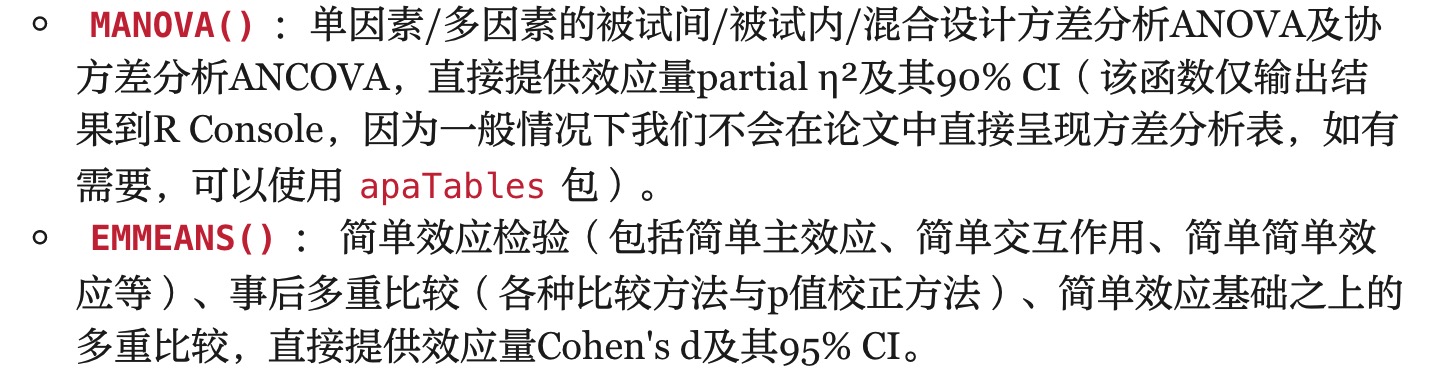 MANOVA() ：单因素/多因素的被试间/被试内/混合设计方差分析ANOVA及协
方差分析ANCOVA，直接提供效应量partial η²及其90% CI（该函数仅输出结
果到R Console，因为一般情况下我们不会在论文中直接呈现方差分析表，如有
需要，可以使用 apaTables 包）。
EMMEANS() ： 简单效应检验（包括简单主效应、简单交互作用、简单简单效
应等）、事后多重比较（各种比较方法与p值校正方法）、简单效应基础之上的
多重比较，直接提供效应量Cohen's d及其95% CI。